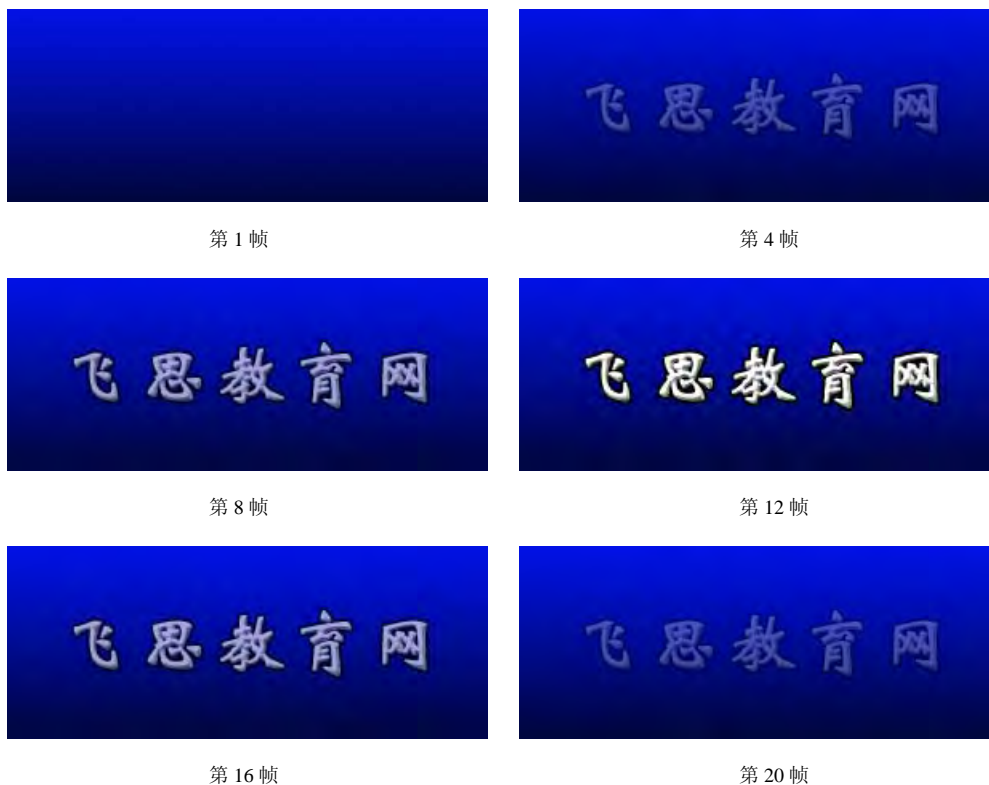 飞思教育网
第 1 帧
第 4 帧
飞思教育网
飞思教育网
第 8 帧
第 12 帧
飞思教育网
飞思教育网
第 16 帧
第 20 帧